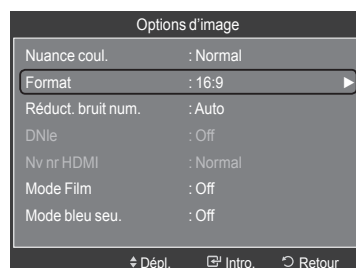 Options d'image
Nuance coul. : Normal
Format : 16:9
Réduct. bruit num. : Auto
DNIe : Off
Nv nr HDMI : Normal
Mode Film : Off
Mode bleu seu. : Off
Dépl. Intro. Retour